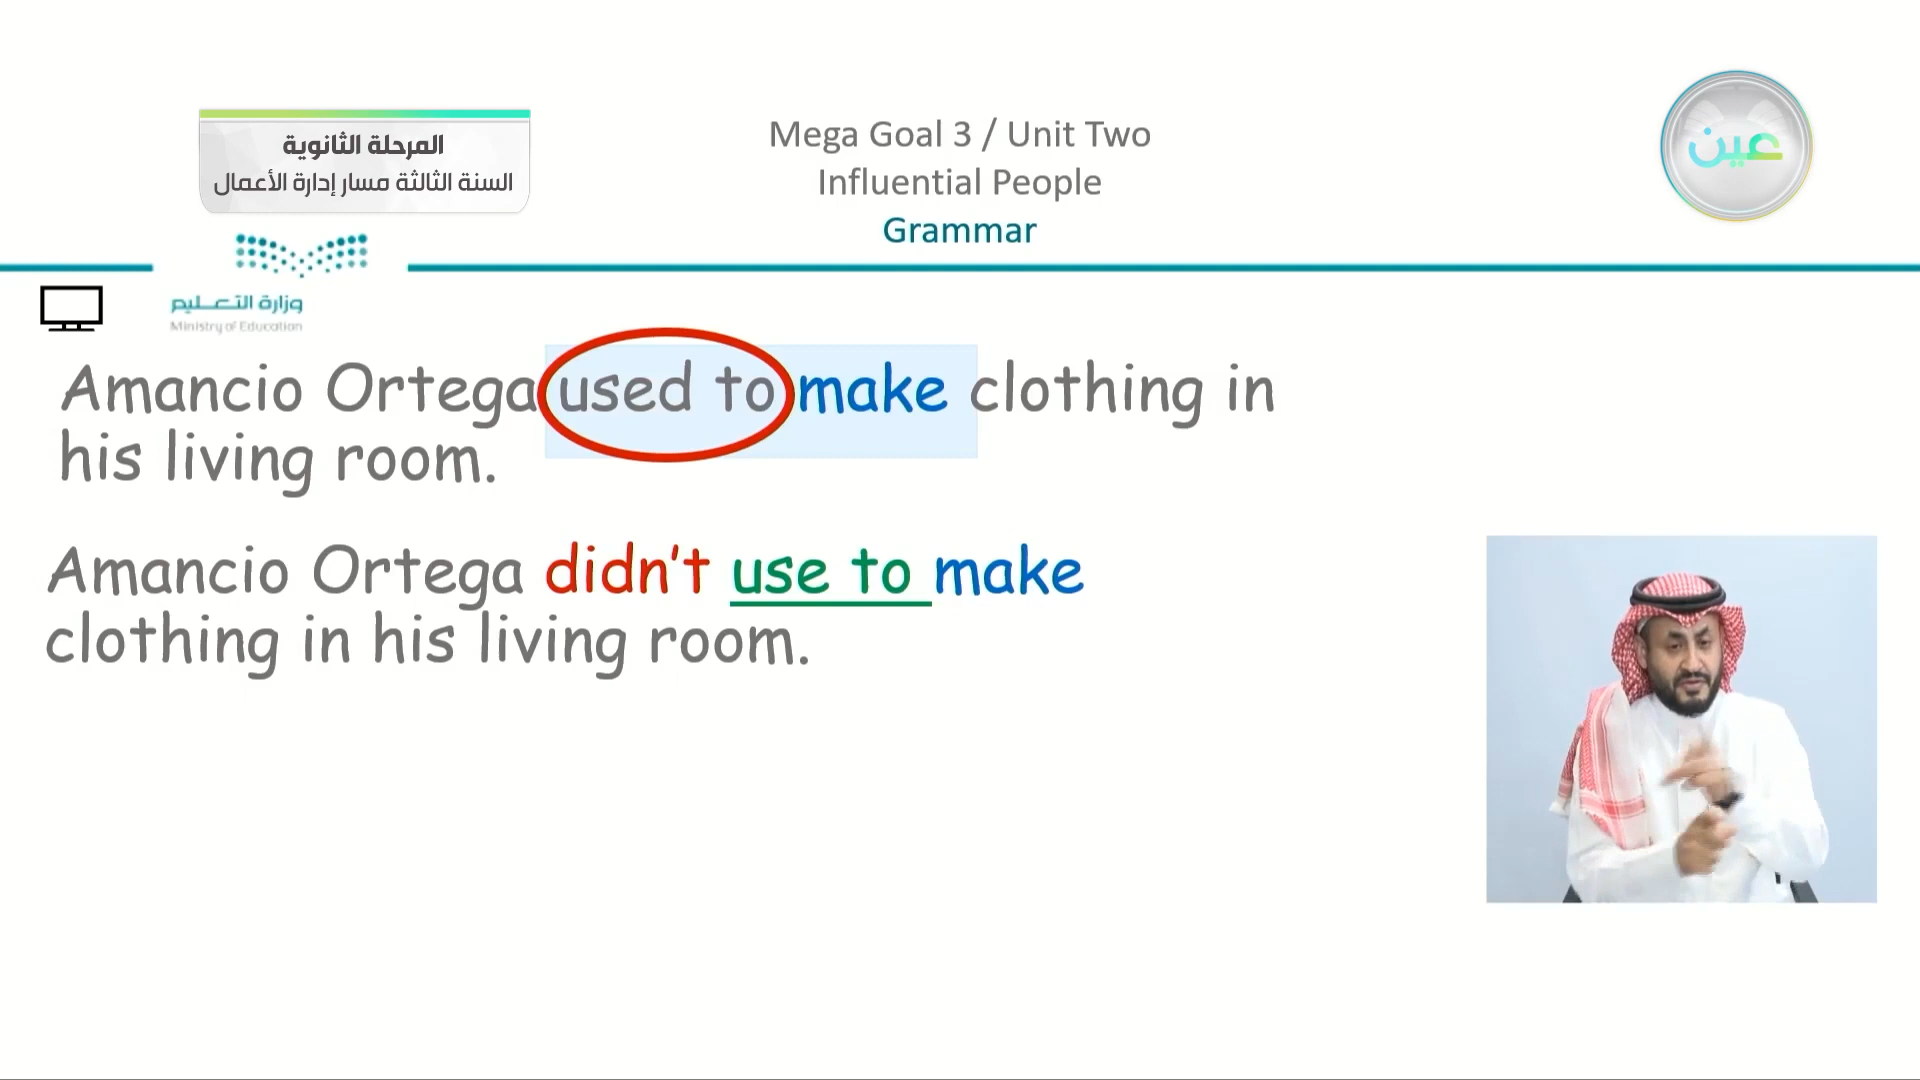 المرحلة الثانوية
السنة الثالثة مسار إدارة الأعمال
Mega Goal 3 / Unit Two
Influential People
Grammar
عين
وزارة التعليم
Ministry of Education
Amancio Ortega used to make clothing in
his living room.
Amancio Ortega didn't use to make
clothing in his living room.